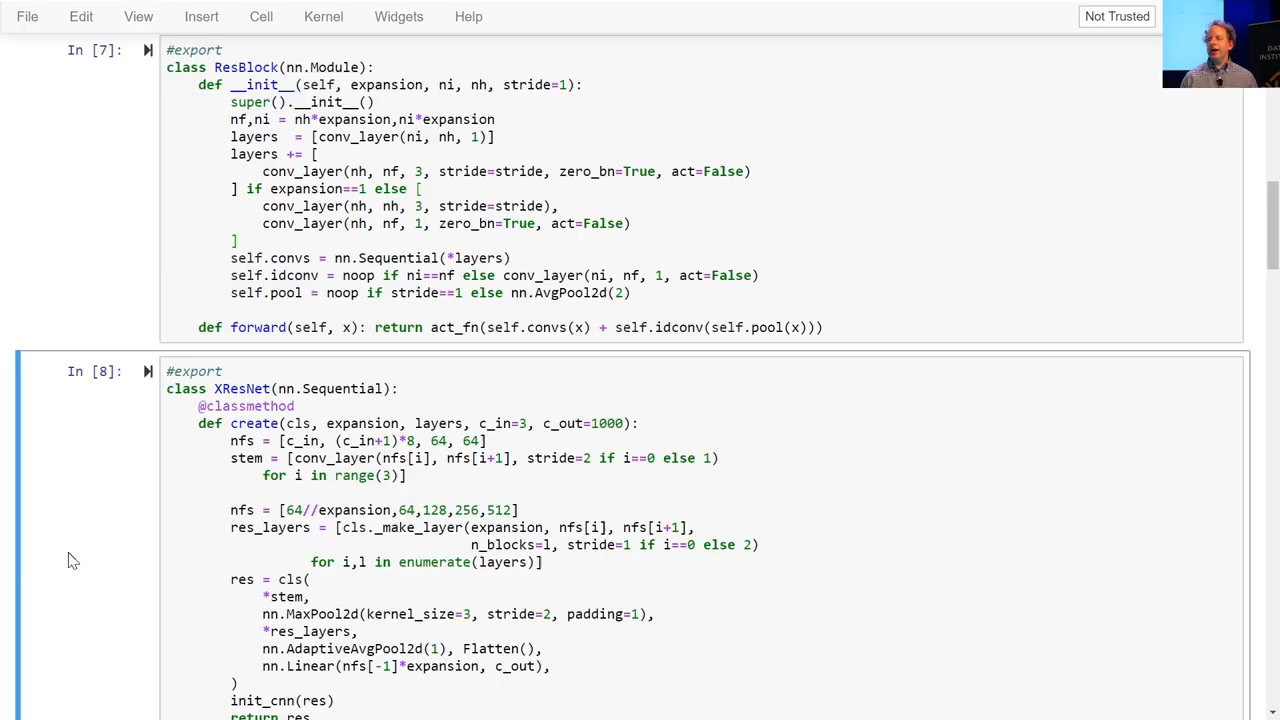 File Edit View Insert Cell Kernel Widgets Help Not Trusted
In [7]:
#export
class ResBlock(nn.Module):
    def __init__(self, expansion, ni, nh, stride=1):
        super().__init__()
        nf,ni = nh*expansion,ni*expansion
        layers  = [conv_layer(ni, nh, 1)]
        layers += [
            conv_layer(nh, nf, 3, stride=stride, zero_bn=True, act=False)
        ] if expansion==1 else [
            conv_layer(nh, nh, 3, stride=stride),
            conv_layer(nh, nf, 1, zero_bn=True, act=False)
        ]
        self.convs = nn.Sequential(*layers)
        self.idconv = noop if ni==nf else conv_layer(ni, nf, 1, act=False)
        self.pool = noop if stride==1 else nn.AvgPool2d(2)
    def forward(self, x): return act_fn(self.convs(x) + self.idconv(self.pool(x)))
In [8]:
#export
class XResNet(nn.Sequential):
    @classmethod
    def create(cls, expansion, layers, c_in=3, c_out=1000):
        nfs = [c_in, (c_in+1)*8, 64, 64]
        stem = [conv_layer(nfs[i], nfs[i+1], stride=2 if i==0 else 1)
            for i in range(3)]
        nfs = [64//expansion,64,128,256,512]
        res_layers = [cls._make_layer(expansion, nfs[i], nfs[i+1],
                                      n_blocks=l, stride=1 if i==0 else 2)
                  for i,l in enumerate(layers)]
        res = cls(
            *stem,
            nn.MaxPool2d(kernel_size=3, stride=2, padding=1),
            *res_layers,
            nn.AdaptiveAvgPool2d(1), Flatten(),
            nn.Linear(nfs[-1]*expansion, c_out),
        )
        init_cnn(res)
        return res